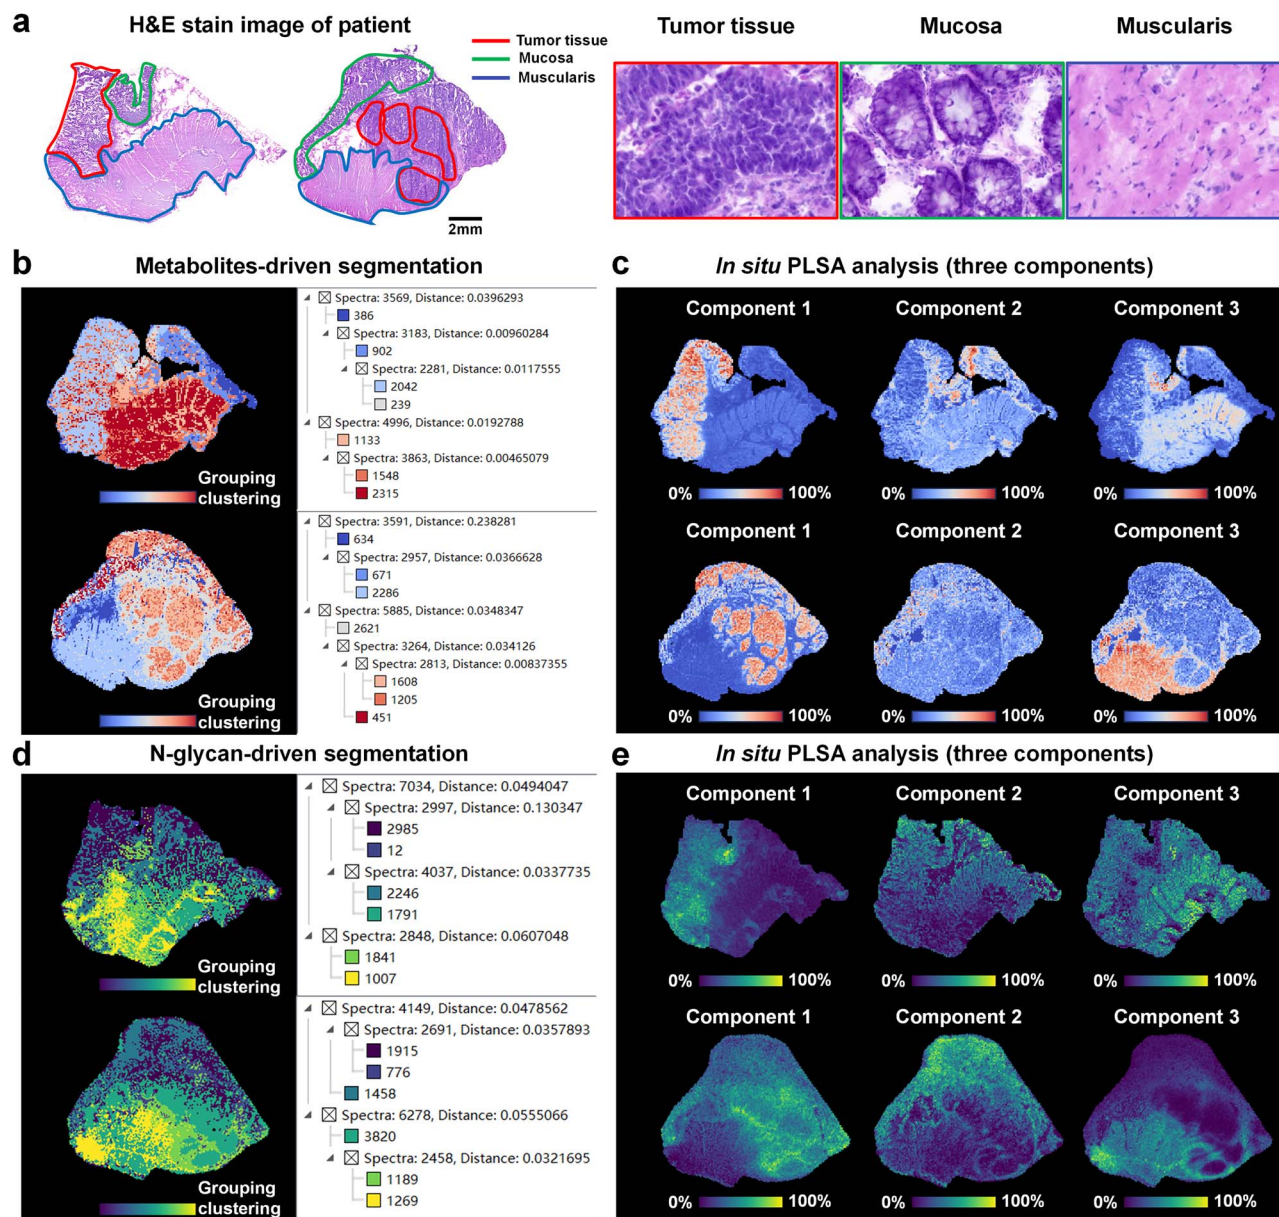 a
H&E stain image of patient
Tumor tissue
Mucosa
Muscularis
2mm
Tumor tissue
Mucosa
Muscularis
b
Metabolites-driven segmentation
Grouping
clustering
Spectra: 3569, Distance: 0.0396293
386
Spectra: 3183, Distance: 0.00960284
902
Spectra: 2281, Distance: 0.0117555
2042
239
Spectra: 4996, Distance: 0.0192788
1133
Spectra: 3863, Distance: 0.00465079
1548
2315
Grouping
clustering
Spectra: 3591, Distance: 0.238281
634
Spectra: 2957, Distance: 0.0366628
671
2286
Spectra: 5885, Distance: 0.0348347
2621
Spectra: 3264, Distance: 0.034126
Spectra: 2813, Distance: 0.00837355
1608
1205
451
c
In situ PLSA analysis (three components)
Component 1
Component 2
Component 3
0% 100%
0% 100%
0% 100%
0% 100%
0% 100%
0% 100%
d
N-glycan-driven segmentation
Grouping
clustering
Spectra: 7034, Distance: 0.0494047
Spectra: 2997, Distance: 0.130347
2985
12
Spectra: 4037, Distance: 0.0337735
2246
1791
Spectra: 2848, Distance: 0.0607048
1841
1007
Grouping
clustering
Spectra: 4149, Distance: 0.0478562
Spectra: 2691, Distance: 0.0357893
1915
776
1458
Spectra: 6278, Distance: 0.0555066
3820
Spectra: 2458, Distance: 0.0321695
1189
1269
e
In situ PLSA analysis (three components)
Component 1
Component 2
Component 3
0% 100%
0% 100%
0% 100%
Component 1
Component 2
Component 3
0% 100%
0% 100%
0% 100%